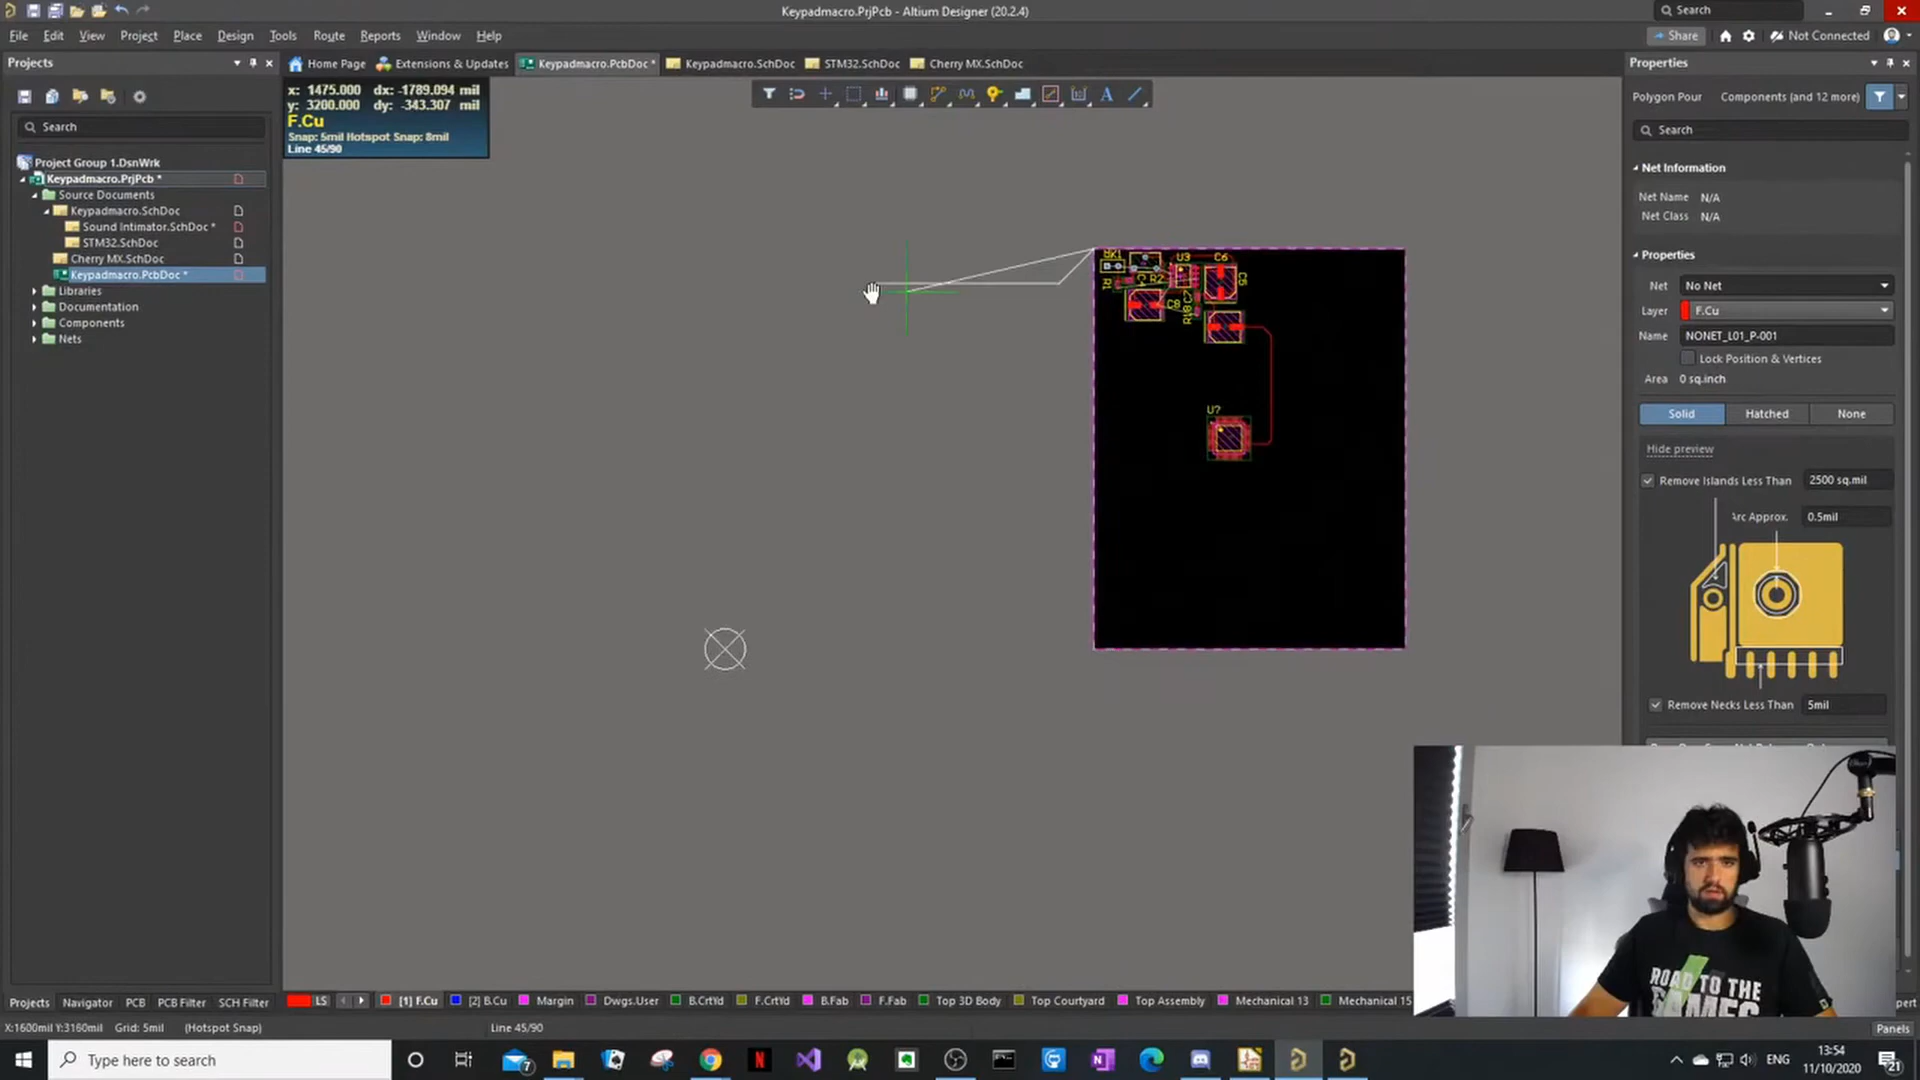 Keypadmacro.PrjPcb - Altium Designer (20.2.4)
Search
File Edit View Project Place Design Tools Route Reports Window Help
Share
Not Connected
Projects
Home Page
Extensions & Updates
Keypadmacro.PcbDoc *
Keypadmacro.SchDoc
STM32.SchDoc
Cherry MX.SchDoc
Properties
x: 1475.000 dx: -1789.094 mil
y: 3200.000 dy: -343.307 mil
F.Cu
Snap: 5mil Hotspot Snap: 8mil
Line 45/90
Polygon Pour
Components (and 12 more)
Search
Search
Project Group 1.DsnWrk
Keypadmacro.PrjPcb *
Source Documents
Keypadmacro.SchDoc
Sound Intimator.SchDoc *
STM32.SchDoc
Cherry MX.SchDoc
Keypadmacro.PcbDoc *
Libraries
Documentation
Components
Nets
U3
C6
R1
R2
C5
C8
U?
Net Information
Net Name N/A
Net Class N/A
Properties
Net No Net
Layer F.Cu
Name NONET_L01_P-001
Lock Position & Vertices
Area 0 sq.inch
Solid Hatched None
Hide preview
Remove Islands Less Than 2500 sq.mil
Arc Approx. 0.5mil
Remove Necks Less Than 5mil
ROAD TO THE
GAMES
Projects Navigator PCB PCB Filter SCH Filter
LS
[1] F.Cu
[2] B.Cu
Margin
Dwgs.User
B.CrtYd
F.CrtYd
B.Fab
F.Fab
Top 3D Body
Top Courtyard
Top Assembly
Mechanical 13
Mechanical 15
X:1600mil Y:3160mil Grid: 5mil (Hotspot Snap)
Line 45/90
Panels
Type here to search
7
ENG
13:54
11/10/2020
21